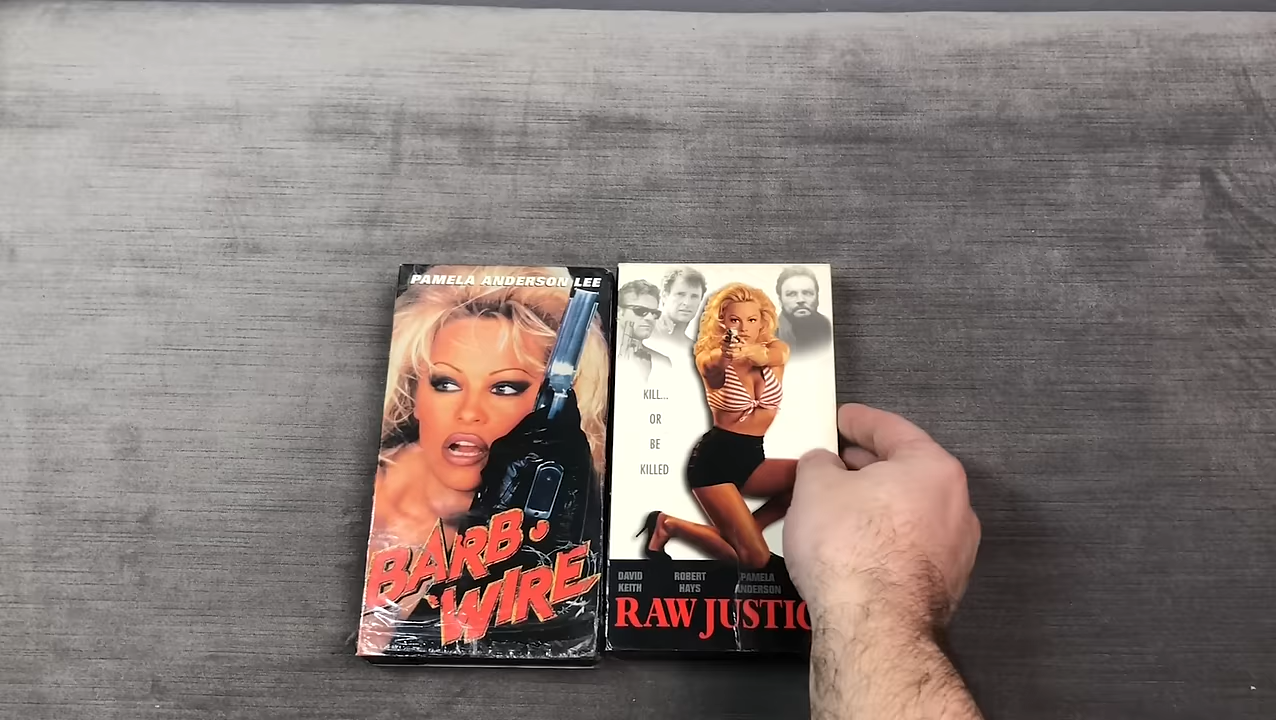 PAMELA ANDERSON LEE
BARB
WIRE
KILL...
OR
BE
KILLED
DAVID KEITH
ROBERT HAYS
PAMELA ANDERSON
RAW JUSTIC